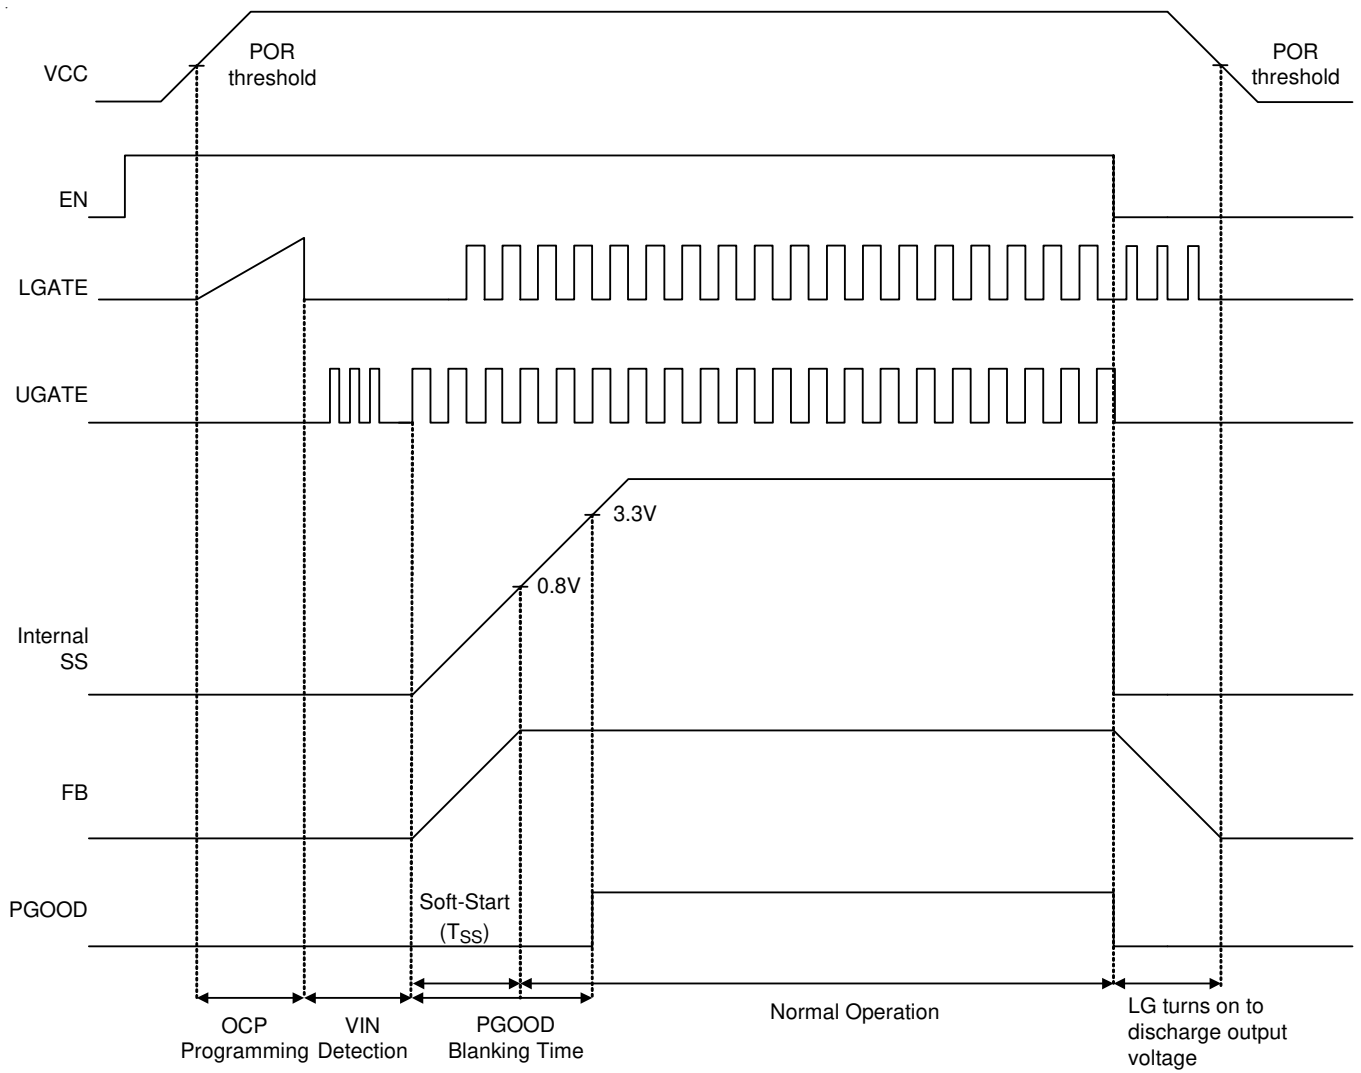 POR
threshold
POR
threshold
VCC
EN
LGATE
UGATE
3.3V
0.8V
Internal
SS
FB
PGOOD
Soft-Start
(TSS)
OCP
Programming
VIN
Detection
PGOOD
Blanking Time
Normal Operation
LG turns on to
discharge output
voltage